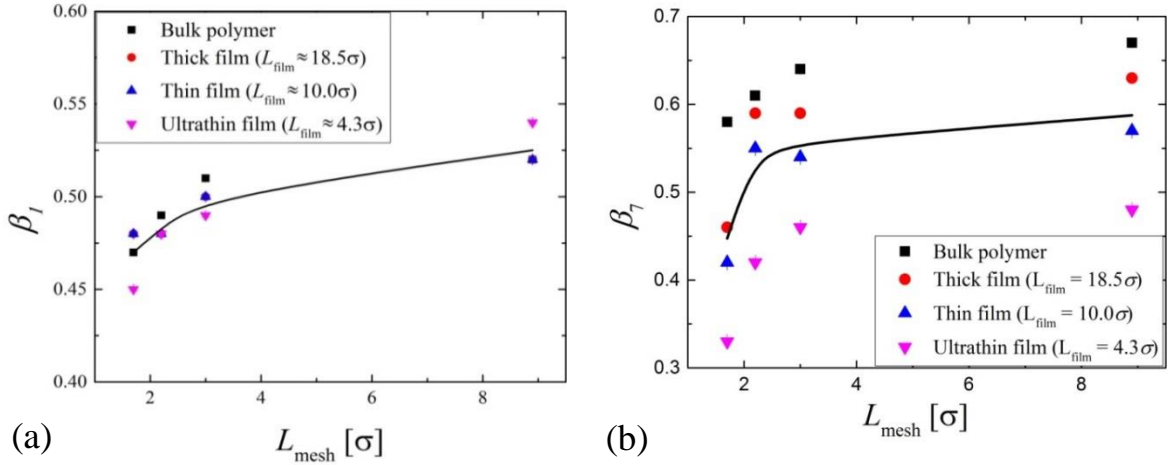 0.60
0.55
0.50
0.45
0.40
β1
Bulk polymer
Thick film (Lfilm≈18.5σ)
Thin film (Lfilm≈10.0σ)
Ultrathin film (Lfilm≈4.3σ)
2 4 6 8
Lmesh [σ]
(a)
0.7
0.6
0.5
0.4
0.3
β7
Bulk polymer
Thick film (Lfilm = 18.5σ)
Thin film (Lfilm = 10.0σ)
Ultrathin film (Lfilm = 4.3σ)
2 4 6 8
Lmesh [σ]
(b)